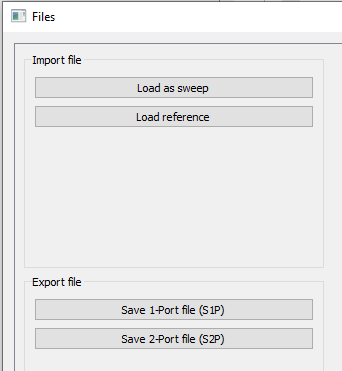 Files
Import file
Load as sweep
Load reference
Export file
Save 1-Port file (S1P)
Save 2-Port file (S2P)